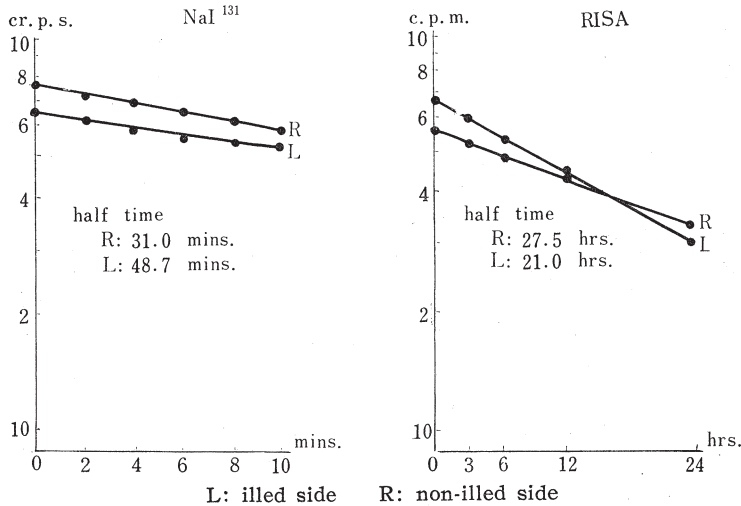 cr. p. s.
NaI 131
10
8
6
4
2
10
R
L
half time
R: 31.0 mins.
L: 48.7 mins.
mins.
0 2 4 6 8 10
c. p. m.
RISA
10
8
6
4
2
10
R
L
half time
R: 27.5 hrs.
L: 21.0 hrs.
hrs.
0 3 6 12 24
L: illed side R: non-illed side